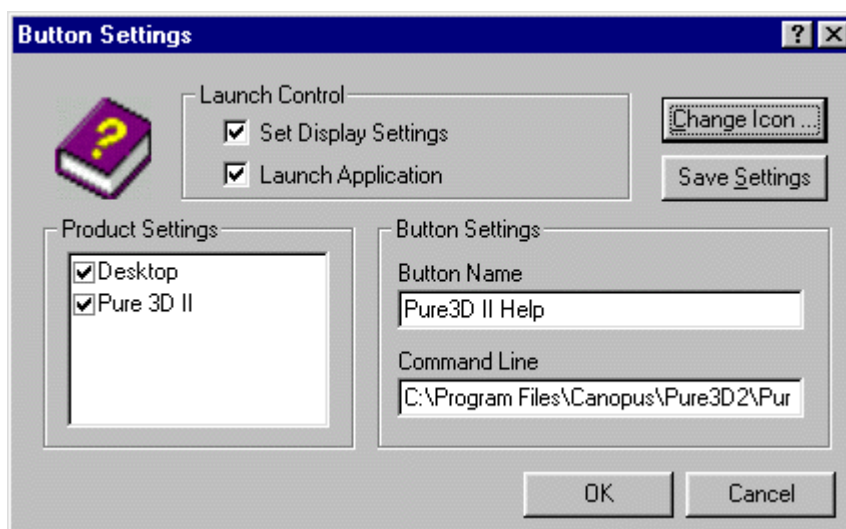 Button Settings
?
Launch Control
Set Display Settings
Launch Application
Change Icon ...
Save Settings
Product Settings
Desktop
Pure 3D II
Button Settings
Button Name
Pure3D II Help
Command Line
C:\Program Files\Canopus\Pure3D2\Pur
OK
Cancel